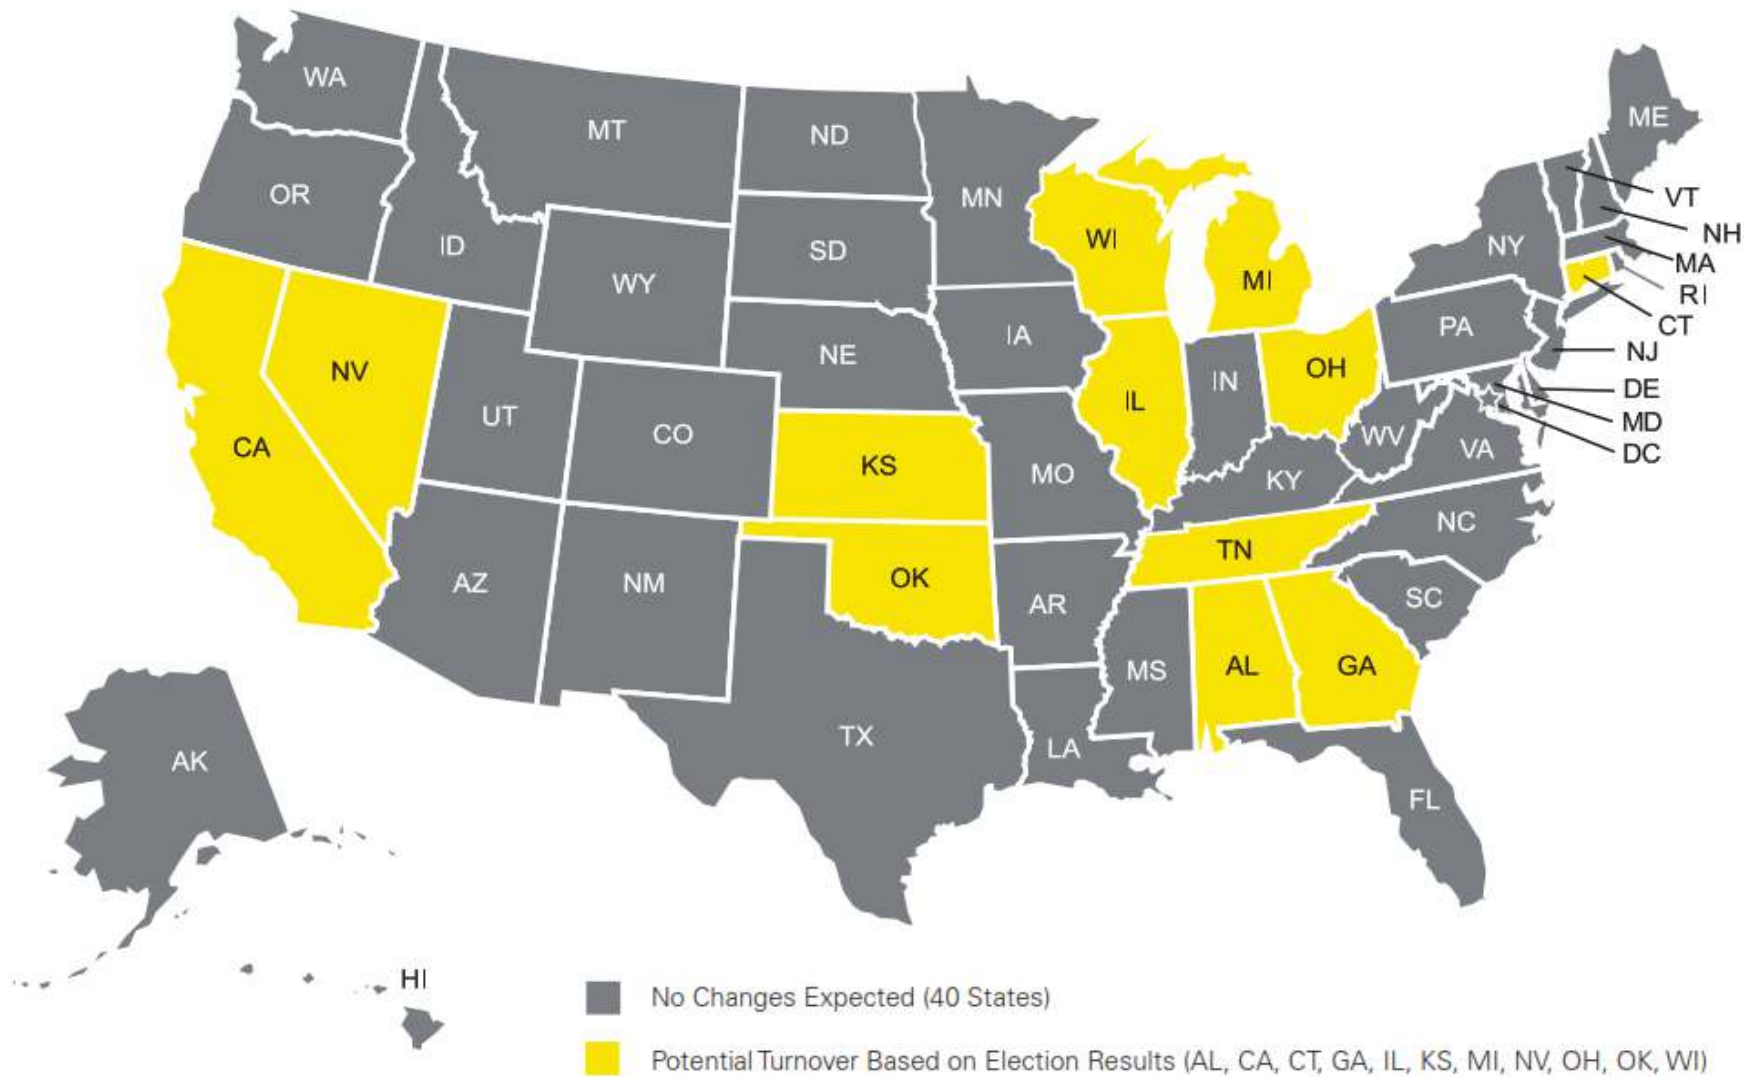 WA
MT
ND
MN
ME
OR
ID
SD
WI
NY
VT
NH
MA
RI
CT
WY
MI
NE
IA
PA
NJ
NV
UT
CO
KS
IL
IN
OH
DE
MD
DC
CA
MO
KY
WV
VA
AZ
NM
OK
AR
TN
NC
SC
MS
AL
GA
TX
LA
FL
AK
HI
No Changes Expected (40 States)
Potential Turnover Based on Election Results (AL, CA, CT, GA, IL, KS, MI, NV, OH, OK, WI)